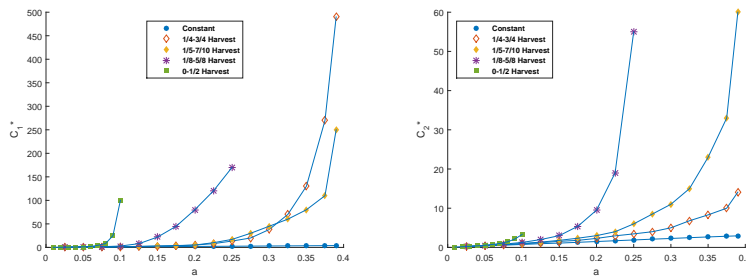 500
450
400
350
300
250
200
150
100
50
0
C1*
0 0.05 0.1 0.15 0.2 0.25 0.3 0.35 0.4
a
Constant
1/4-3/4 Harvest
1/5-7/10 Harvest
1/8-5/8 Harvest
0-1/2 Harvest
60
50
40
30
20
10
0
C2*
0 0.05 0.1 0.15 0.2 0.25 0.3 0.35
a
Constant
1/4-3/4 Harvest
1/5-7/10 Harvest
1/8-5/8 Harvest
0-1/2 Harvest